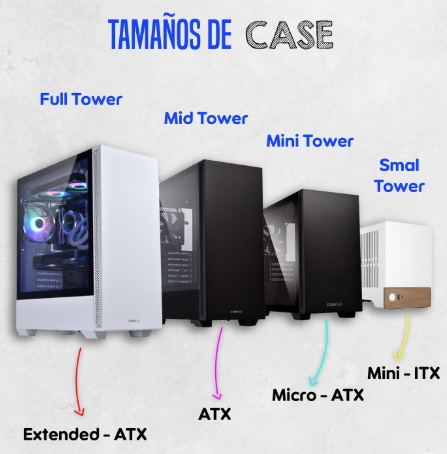 TAMAÑOS DE CASE
Full Tower
Mid Tower
Mini Tower
Smal
Tower
Mini - ITX
Micro - ATX
ATX
Extended - ATX